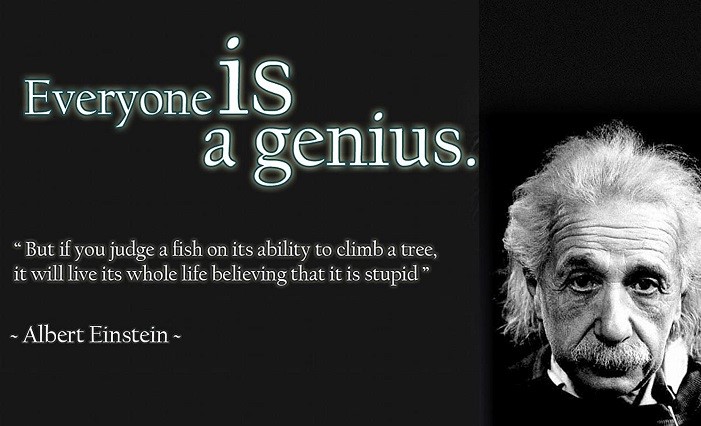 Everyone is
a genius.
“ But if you judge a fish on its ability to climb a tree,
it will live its whole life believing that it is stupid ”
~ Albert Einstein ~